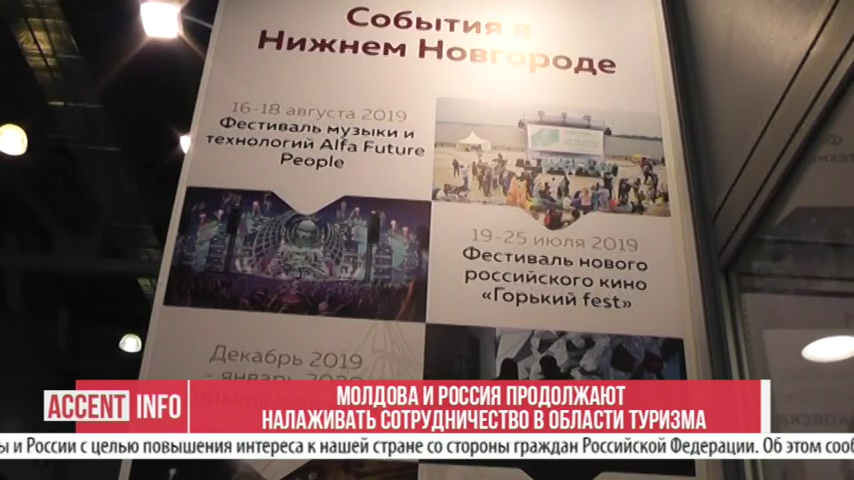 События в
Нижнем Новгороде
16-18 августа 2019
Фестиваль музыки и
технологий Alfa Future
People
19-25 июля 2019
Фестиваль нового
российского кино
«Горький fest»
Декабрь 2019
- январь 2020
ACCENT INFO
МОЛДОВА И РОССИЯ ПРОДОЛЖАЮТ
НАЛАЖИВАТЬ СОТРУДНИЧЕСТВО В ОБЛАСТИ ТУРИЗМА
ы и России с целью повышения интереса к нашей стране со стороны граждан Российской Федерации. Об этом сооб